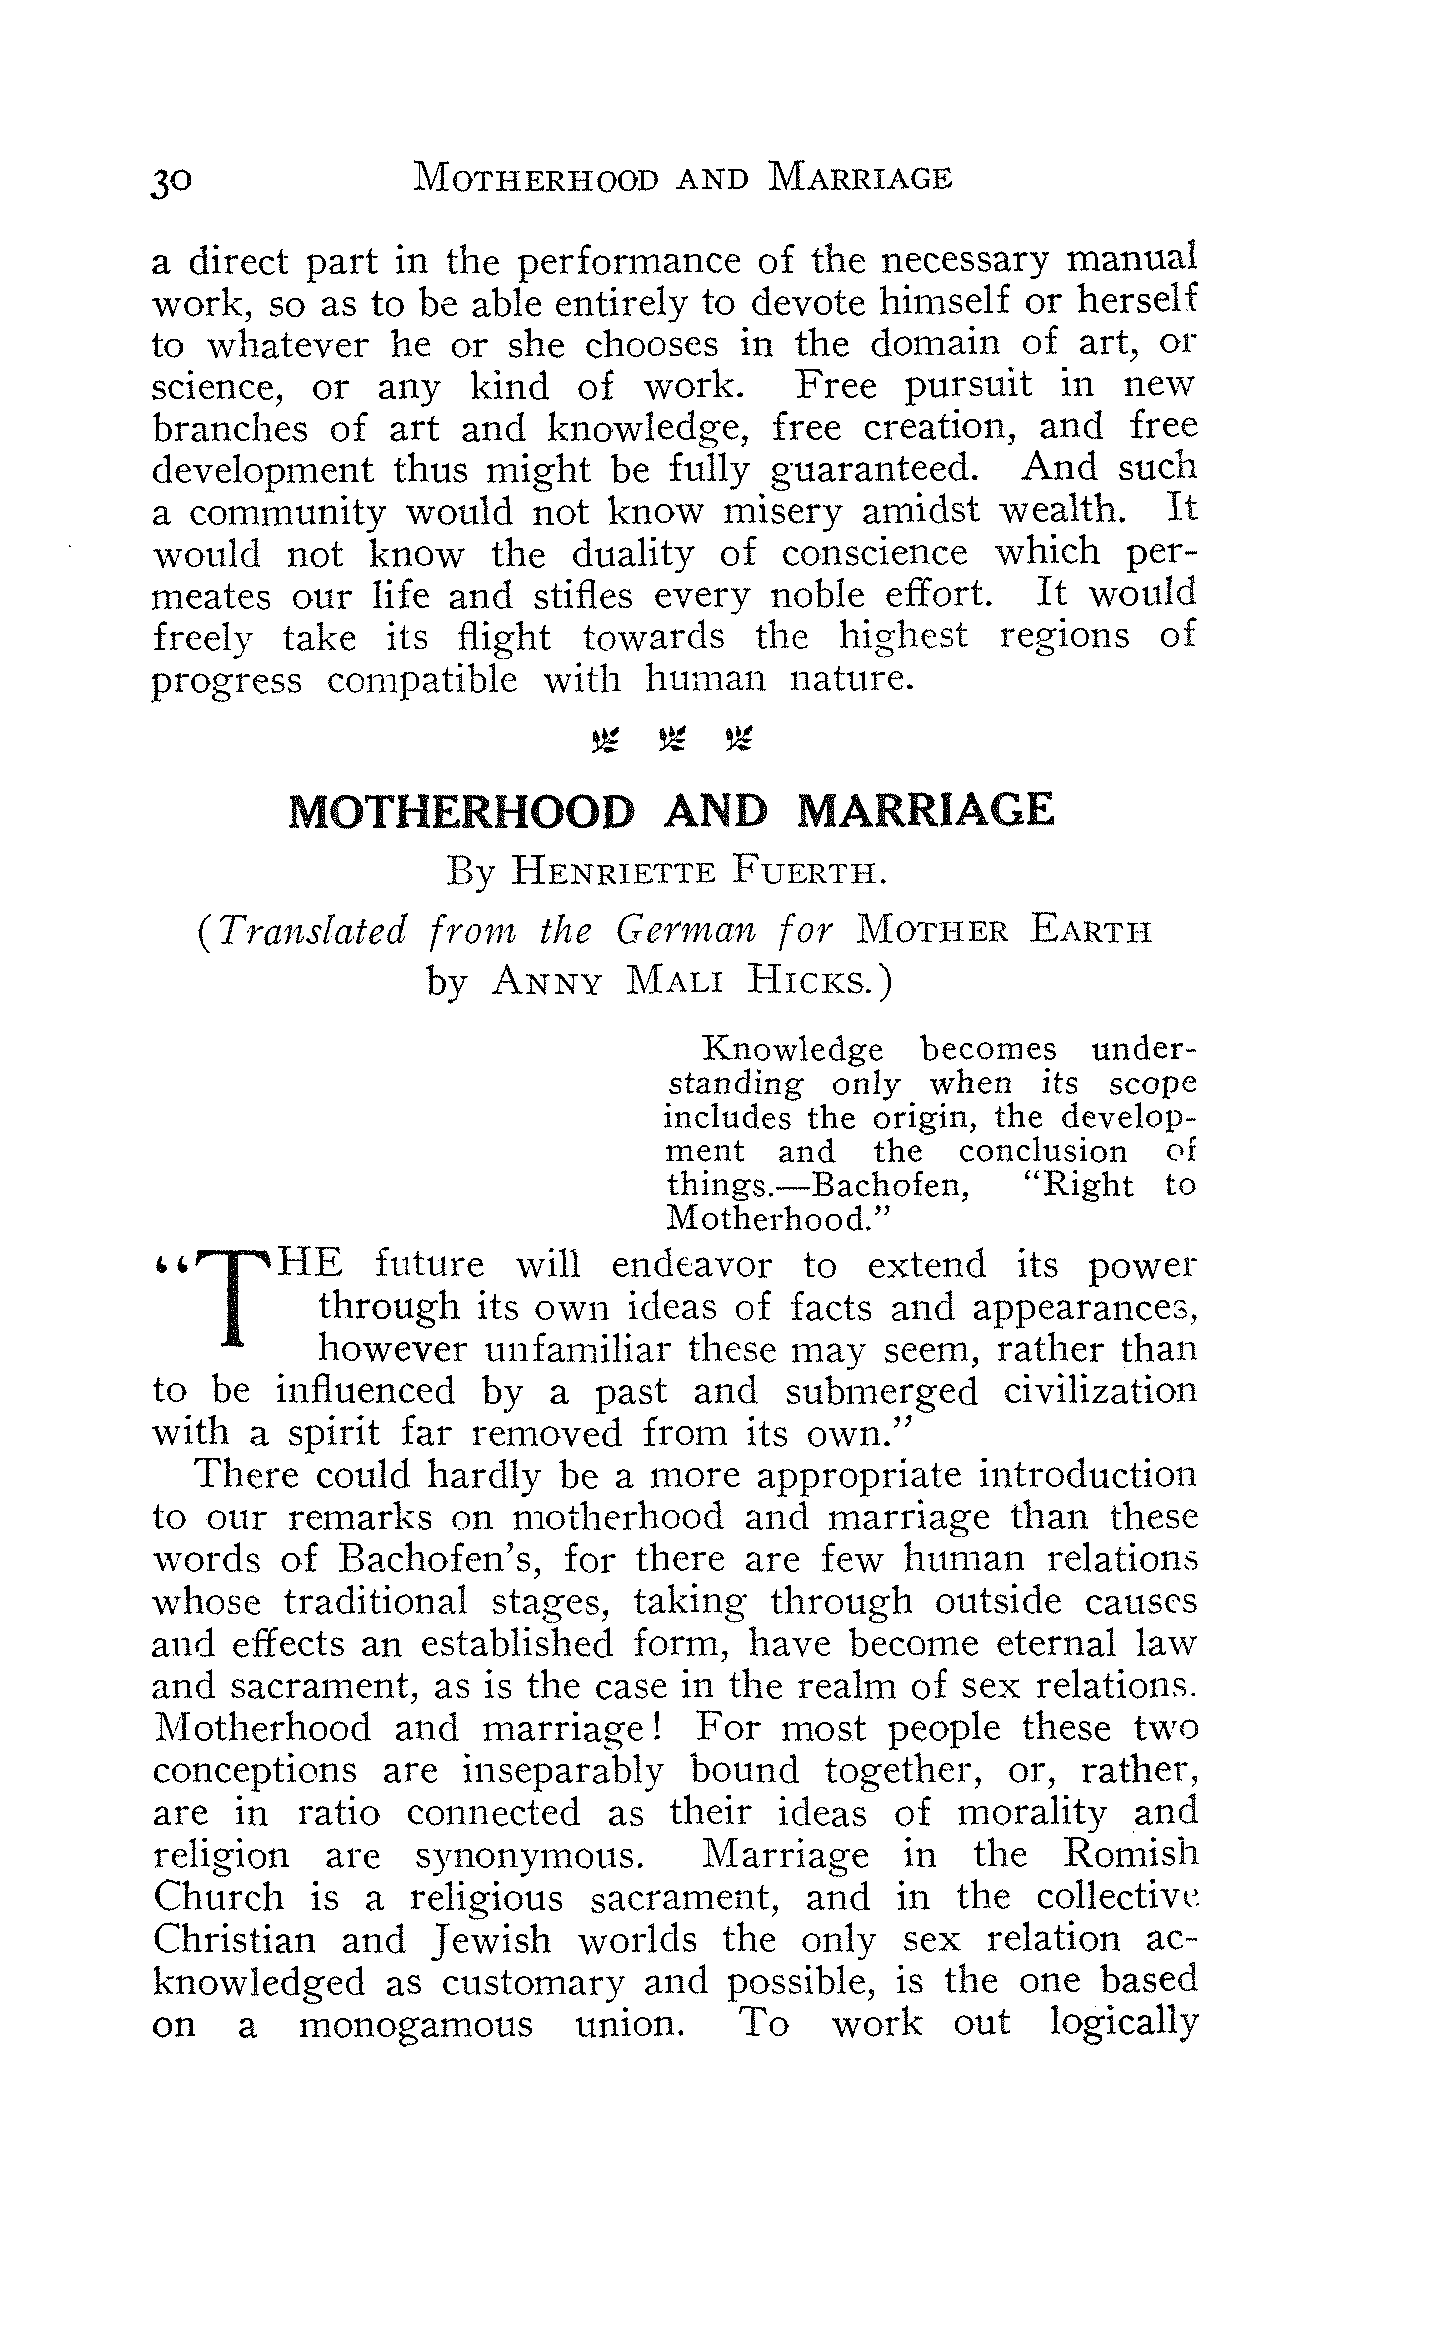 30 MOTHERHOOD AND MARRIAGE
a direct part in the performance of the necessary manual
work, so as to be able entirely to devote himself or herself
to whatever he or she chooses in the domain of art, or
science, or any kind of work. Free pursuit in new
branches of art and knowledge, free creation, and free
development thus might be fully guaranteed. And such
a community would not know misery amidst wealth. It
would not know the duality of conscience which per-
meates our life and stifles every noble effort. It would
freely take its flight towards the highest regions of
progress compatible with human nature.
MOTHERHOOD AND MARRIAGE
By HENRIETTE FUERTH.
(Translated from the German for MOTHER EARTH
by ANNY MALI HICKS.)
Knowledge becomes under-
standing only when its scope
includes the origin, the develop-
ment and the conclusion of
things.—Bachofen, "Right to
Motherhood."
"THE future will endeavor to extend its power
through its own ideas of facts and appearances,
however unfamiliar these may seem, rather than
to be influenced by a past and submerged civilization
with a spirit far removed from its own."
There could hardly be a more appropriate introduction
to our remarks on motherhood and marriage than these
words of Bachofen's, for there are few human relations
whose traditional stages, taking through outside causes
and effects an established form, have become eternal law
and sacrament, as is the case in the realm of sex relations.
Motherhood and marriage! For most people these two
conceptions are inseparably bound together, or, rather,
are in ratio connected as their ideas of morality and
religion are synonymous. Marriage in the Romish
Church is a religious sacrament, and in the collective
Christian and Jewish worlds the only sex relation ac-
knowledged as customary and possible, is the one based
on a monogamous union. To work out logically